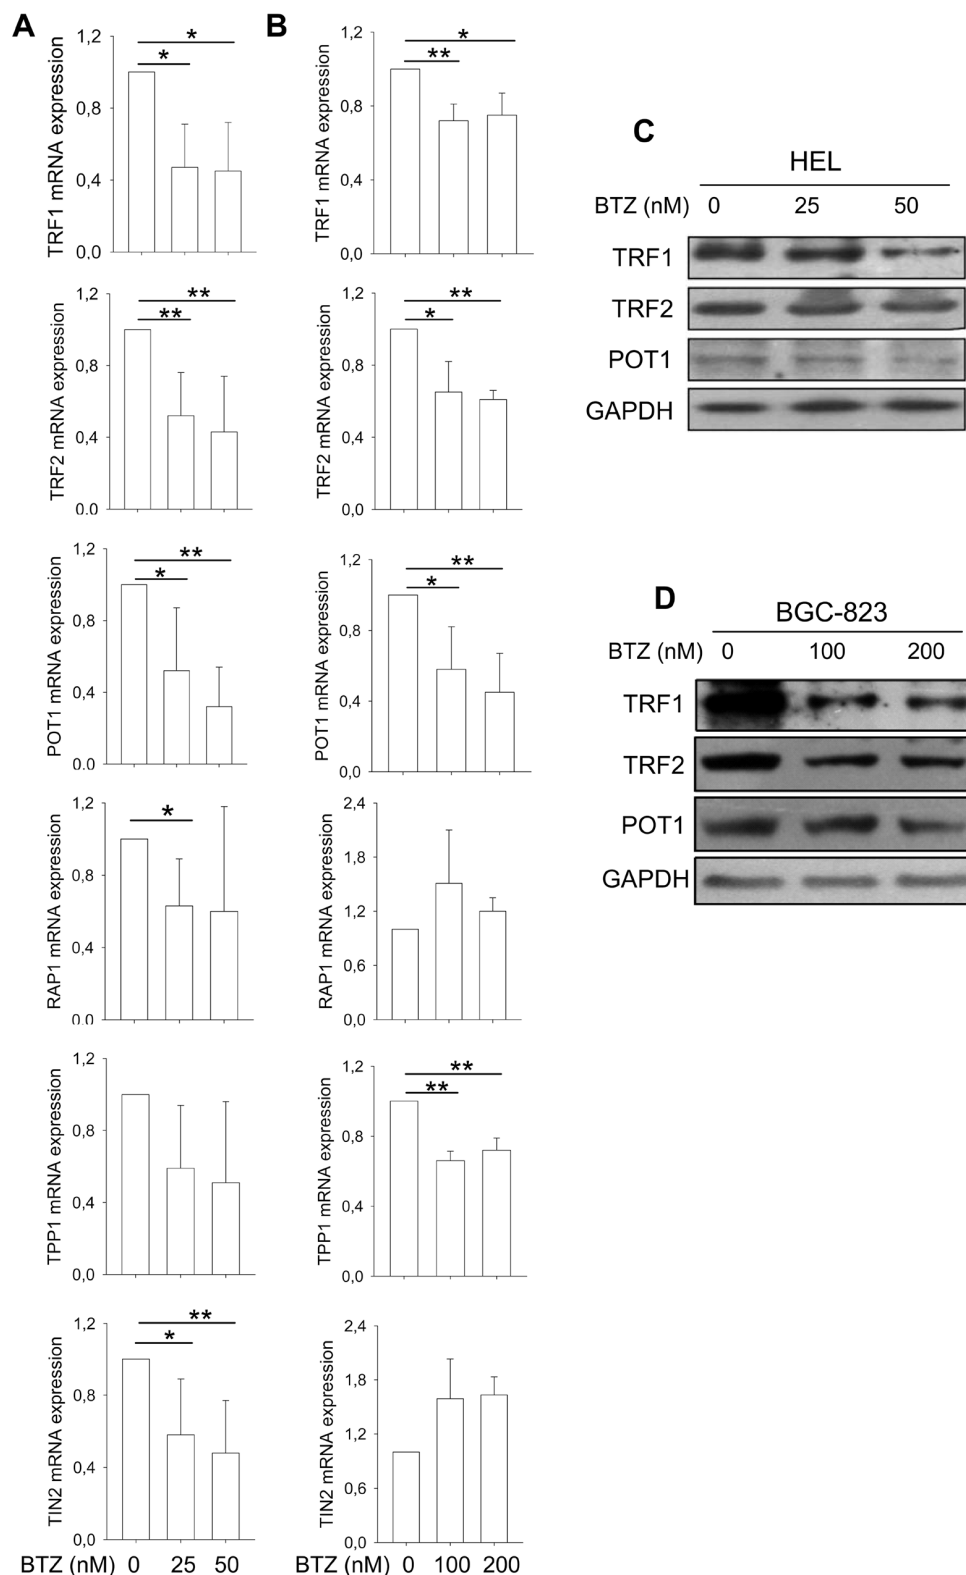 A
1,2
0,8
0,4
0.0
TRF1 mRNA expression
*
*
1,2
0,8
0,4
0.0
TRF2 mRNA expression
**
**
1,2
0,8
0,4
0.0
POT1 mRNA expression
**
*
1,2
0,8
0,4
0.0
RAP1 mRNA expression
*
1,2
0,8
0,4
0,0
TPP1 mRNA expression
1,2
0,8
0,4
0,0
TIN2 mRNA expression
**
*
BTZ (nM) 0 25 50
B
1,2
0,8
0,4
0,0
TRF1 mRNA expression
*
**
1,2
0,8
0,4
0,0
TRF2 mRNA expression
**
*
1,2
0,8
0,4
0,0
POT1 mRNA expression
**
*
2,4
1,8
1,2
0,6
0,0
RAP1 mRNA expression
1,2
0,8
0,4
0,0
TPP1 mRNA expression
**
**
2,4
1,8
1,2
0,6
0,0
TIN2 mRNA expression
BTZ (nM) 0 100 200
C
HEL
BTZ (nM) 0 25 50
TRF1
TRF2
POT1
GAPDH
D
BGC-823
BTZ (nM) 0 100 200
TRF1
TRF2
POT1
GAPDH